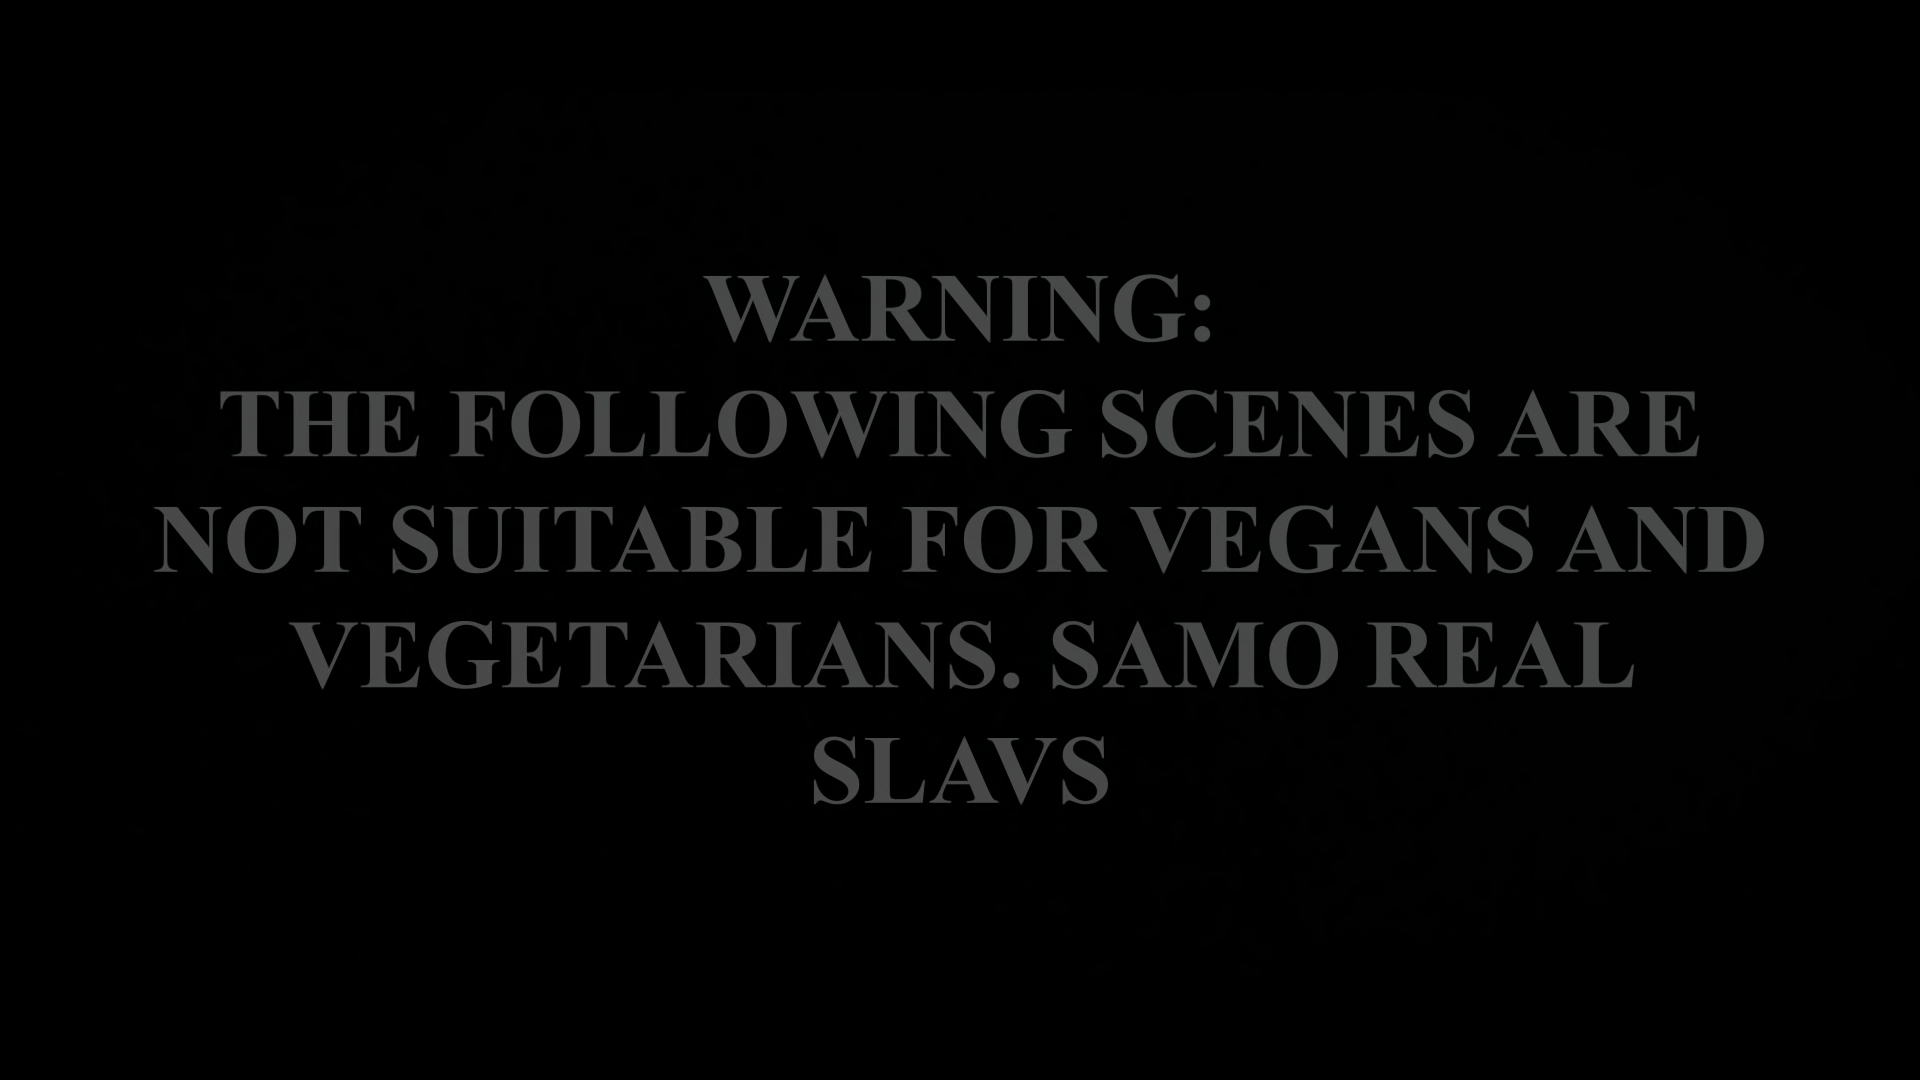 WARNING:
THE FOLLOWING SCENES ARE
NOT SUITABLE FOR VEGANS AND
VEGETARIANS. SAMO REAL
SLAVS